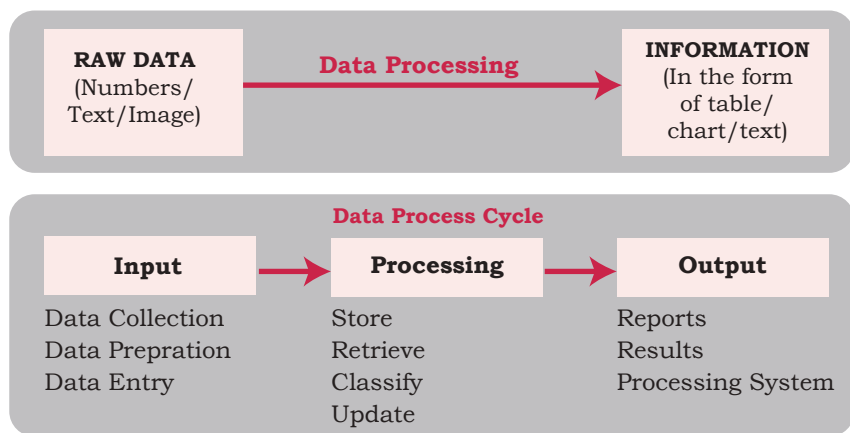 RAW DATA
(Numbers/
Text/Image)
Data Processing
INFORMATION
(In the form
of table/
chart/text)
Data Process Cycle
Input
Data Collection
Data Prepration
Data Entry
Processing
Store
Retrieve
Classify
Update
Output
Reports
Results
Processing System